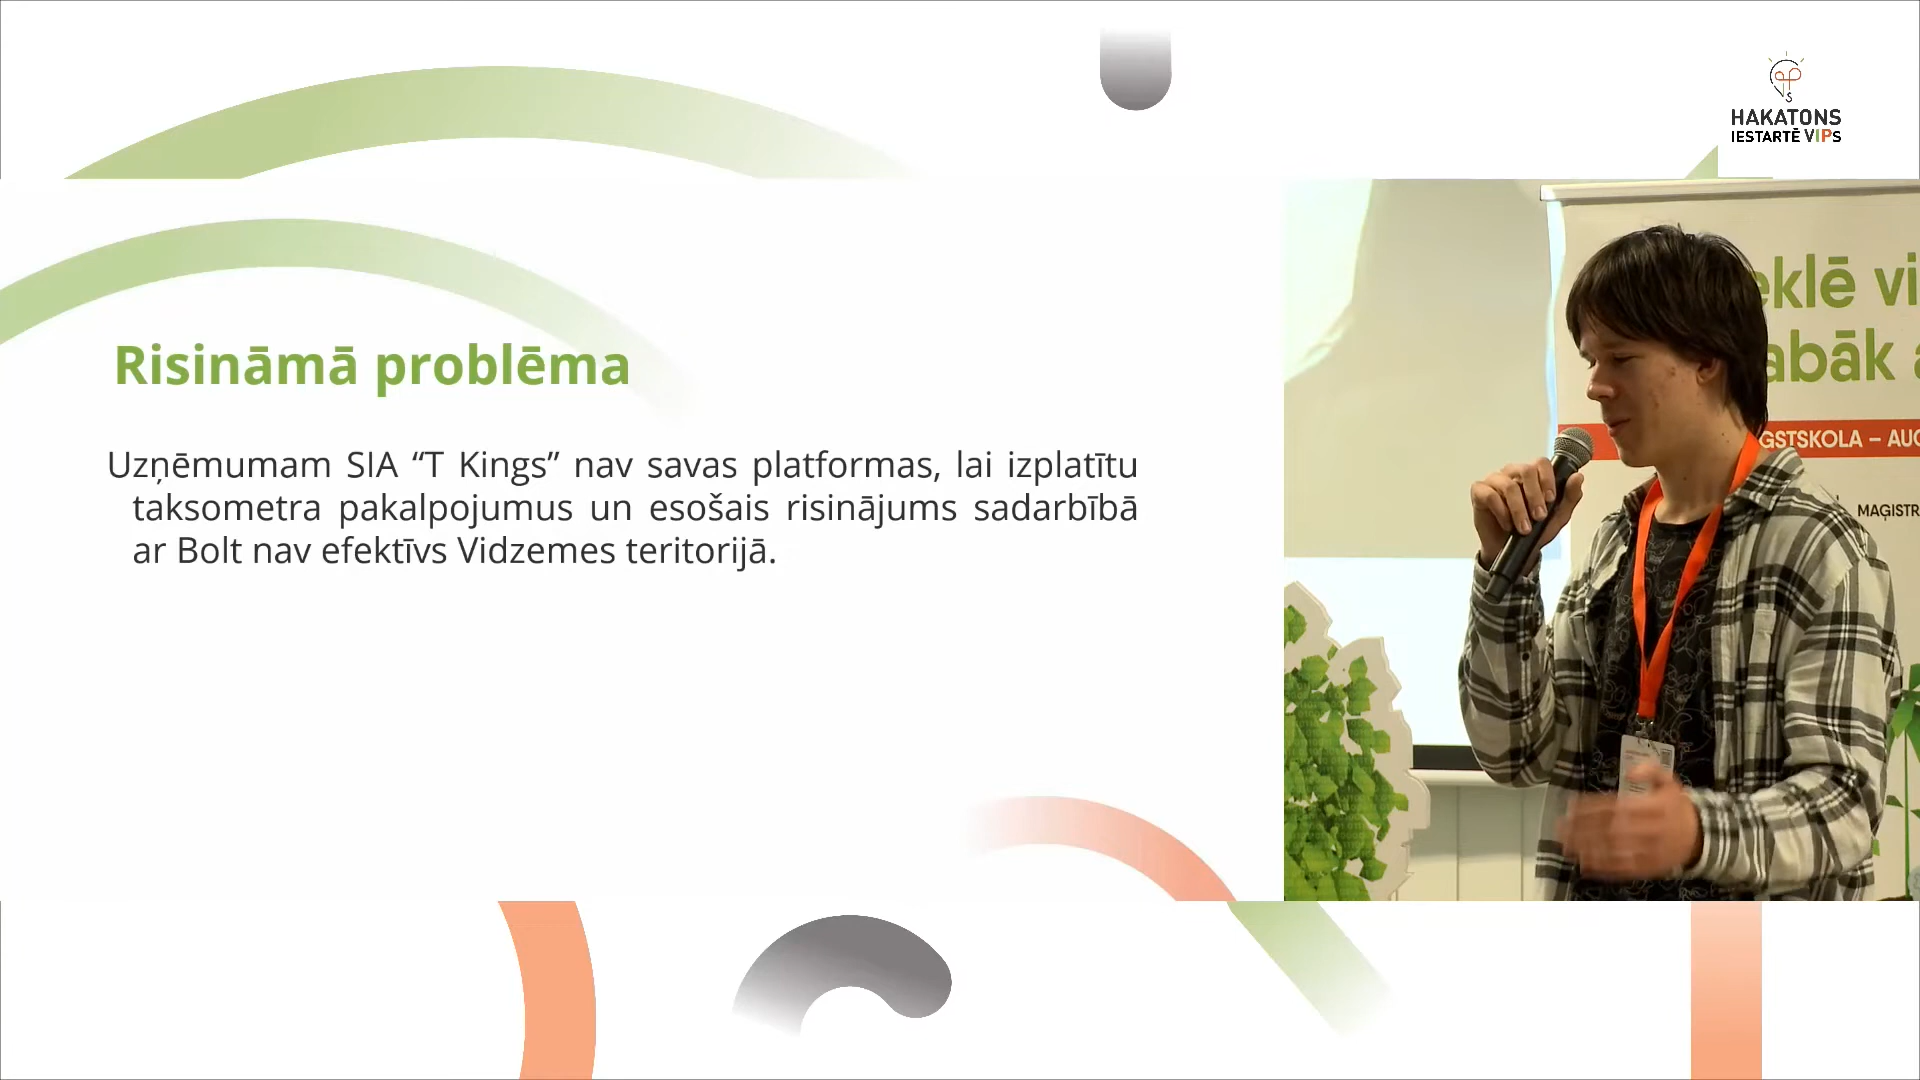 HAKATONS
IESTARTĒ VIPS
Risināmā problēma
Uzņēmumam SIA “T Kings” nav savas platformas, lai izplatītu
taksometra pakalpojumus un esošais risinājums sadarbībā
ar Bolt nav efektīvs Vidzemes teritorijā.
eklē vi
abāk a
GSTSKOLA – AUG
MAĢISTR